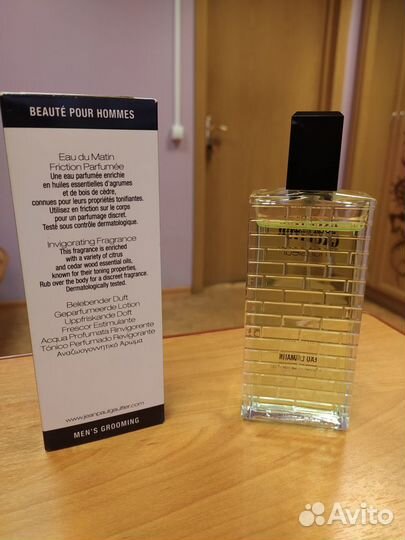 BEAUTÉ POUR HOMMES
Eau du Matin
Friction Parfumée
Une eau parfumée enrichie
en huiles essentielles d'agrumes
et de bois de cèdre,
connues pour leurs propriétés tonifiantes.
Utilisez en friction sur le corps
pour un parfumage discret.
Testé sous contrôle dermatologique.
Invigorating Fragrance
This fragrance is enriched
with a variety of citrus
and cedar wood essential oils,
known for their toning properties,
Rub over the body for a discreet fragrance.
Dermatologically tested.
Belebender Duft
Geparfumeerde Lotion
Uppfriskande Doft
Frescor Estimulante
Acqua Profumata Rinvigorente
Tónico Perfumado Revigorante
Αναζωογονητικό Άρωμα
www.jeanpaulgaultier.com
MEN'S GROOMING
EAU DU MATIN
Avito